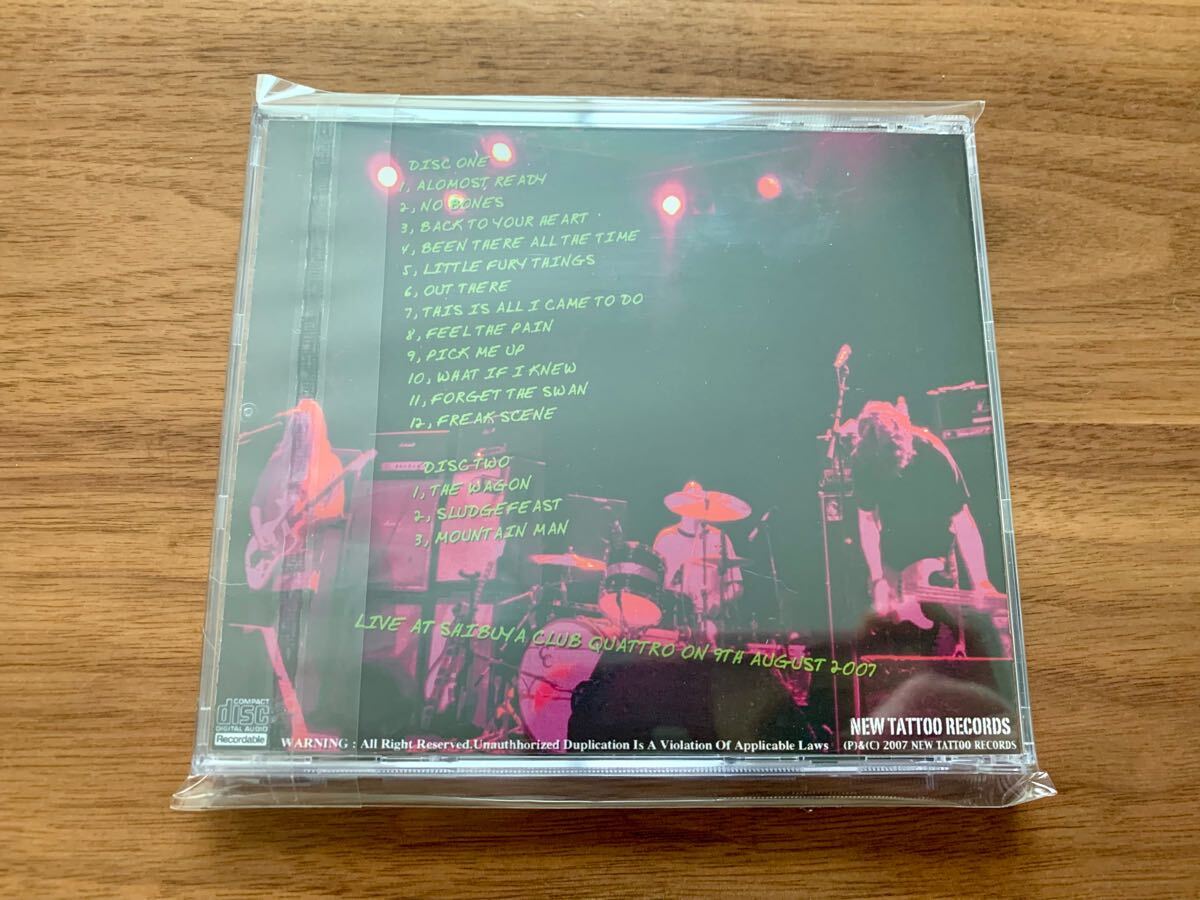 DISC ONE
1, ALOMOST READY
2, NO BONES
3, BACK TO YOUR HEART
4, BEEN THERE ALL THE TIME
5, LITTLE FURY THINGS
6, OUT THERE
7, THIS IS ALL I CAME TO DO
8, FEEL THE PAIN
9, PICK ME UP
10, WHAT IF I KNEW
11, FORGET THE SWAN
12, FREAK SCENE
DISC TWO
1, THE WAGON
2, SLUDGEFEAST
3, MOUNTAIN MAN
LIVE AT SHIBUYA CLUB QUATTRO ON 9TH AUGUST 2007
COMPACT
disc
DIGITAL AUDIO
Recordable
WARNING : All Right Reserved.Unauthhorized Duplication Is A Violation Of Applicable Laws
NEW TATTOO RECORDS
(P)&(C) 2007 NEW TATTOO RECORDS